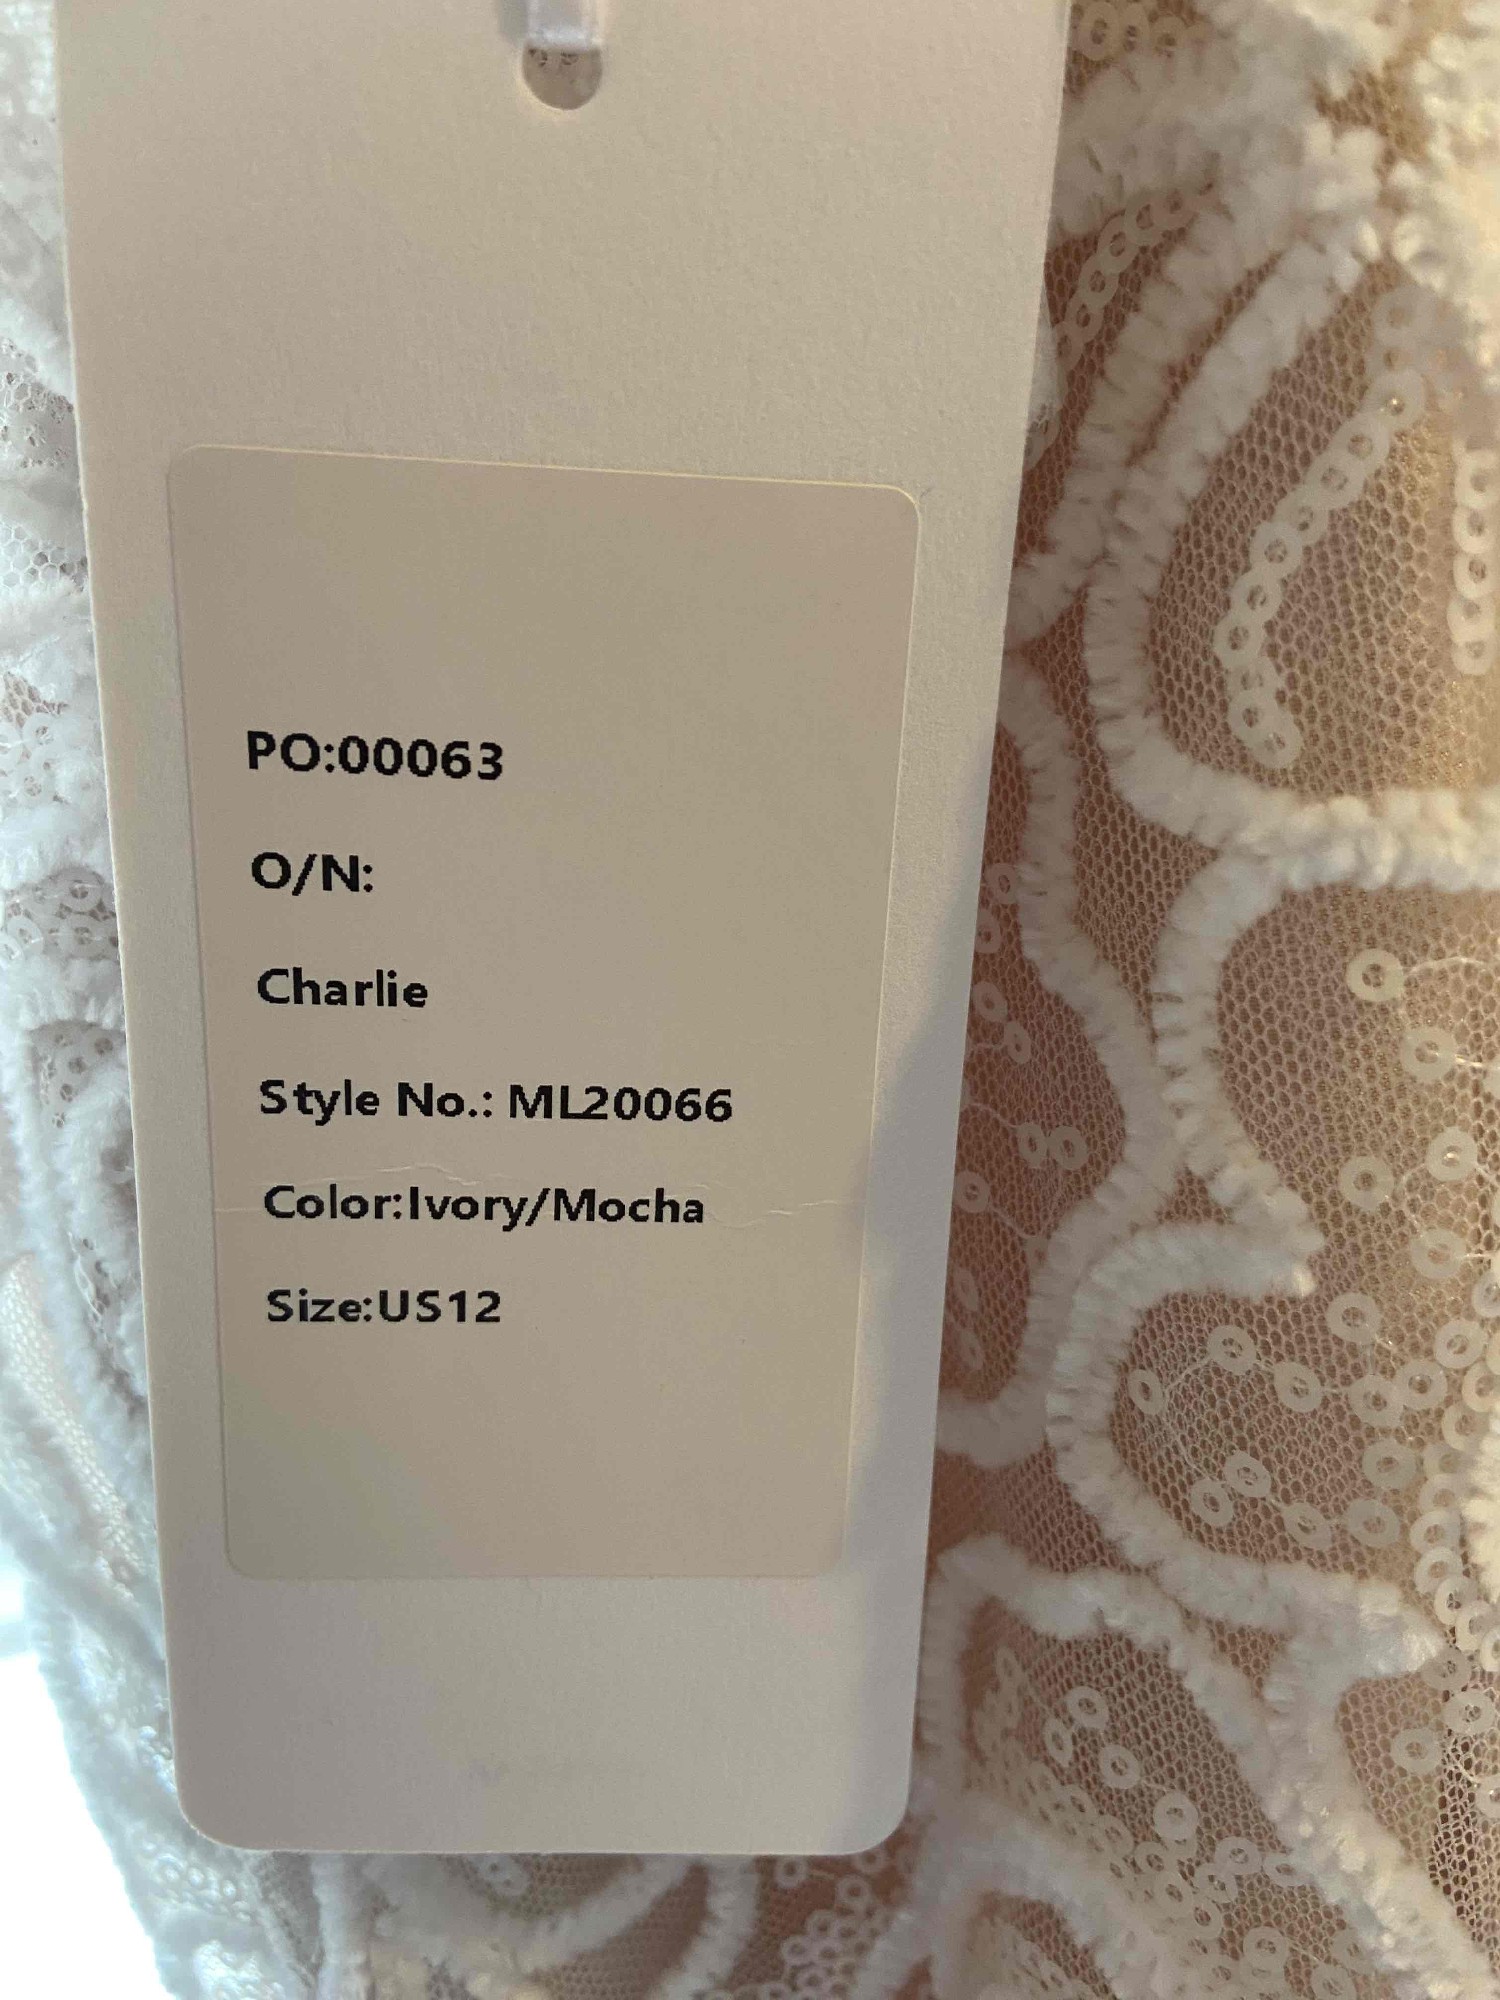 PO:00063
O/N:
Charlie
Style No.: ML20066
Color:Ivory/Mocha
Size:US12